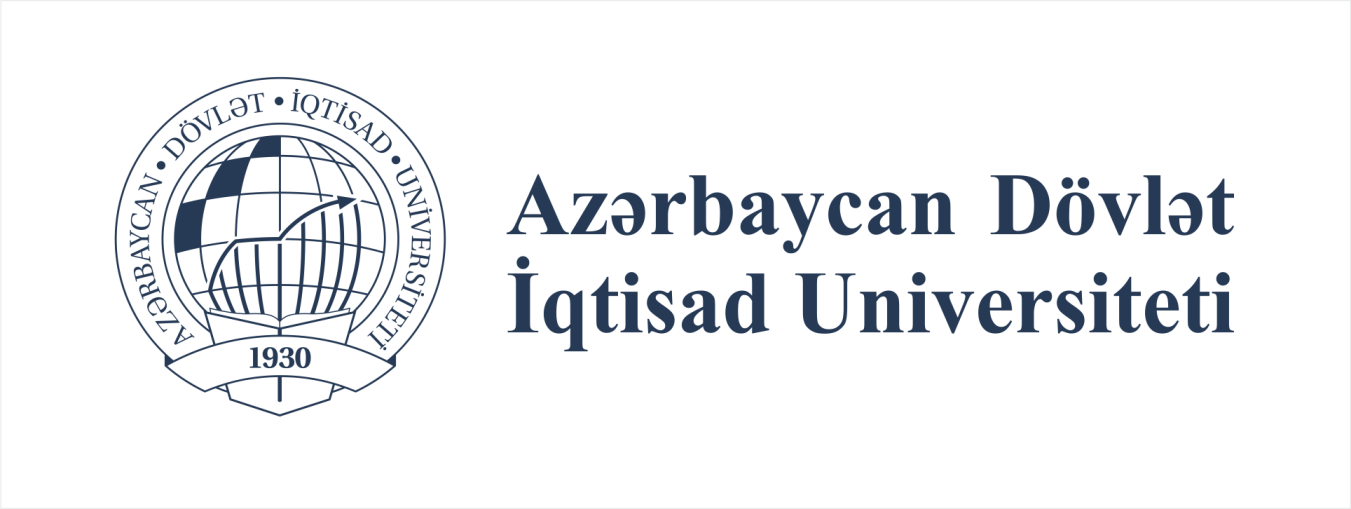 AZƏRBAYCAN • DÖVLƏT • İQTİSAD • UNİVERSİTETİ
1930
Azərbaycan Dövlət
İqtisad Universiteti